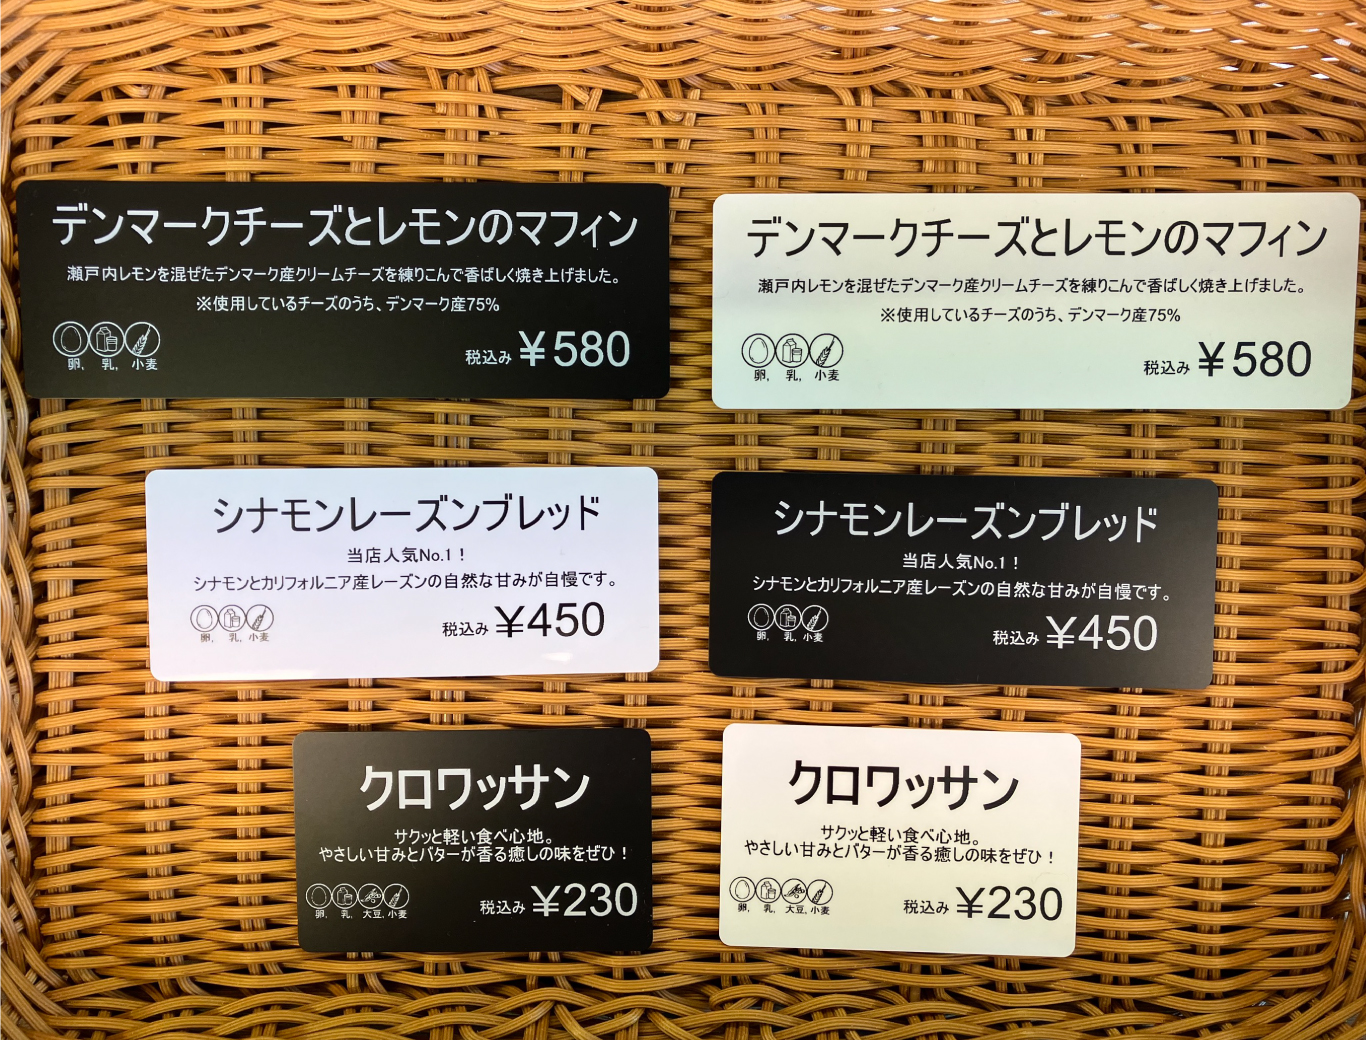 デンマークチーズとレモンのマフィン
瀬戸内レモンを混ぜたデンマーク産クリームチーズを練りこんで香ばしく焼き上げました。
※使用しているチーズのうち、デンマーク産75%
卵, 乳, 小麦
税込み ¥580
デンマークチーズとレモンのマフィン
瀬戸内レモンを混ぜたデンマーク産クリームチーズを練りこんで香ばしく焼き上げました。
※使用しているチーズのうち、デンマーク産75%
卵, 乳, 小麦
税込み ¥580
シナモンレーズンブレッド
当店人気No.1！
シナモンとカリフォルニア産レーズンの自然な甘みが自慢です。
卵, 乳, 小麦
税込み ¥450
シナモンレーズンブレッド
当店人気No.1！
シナモンとカリフォルニア産レーズンの自然な甘みが自慢です。
卵, 乳, 小麦
税込み ¥450
クロワッサン
サクッと軽い食べ心地。
やさしい甘みとバターが香る癒しの味をぜひ！
卵, 乳, 大豆, 小麦
税込み ¥230
クロワッサン
サクッと軽い食べ心地。
やさしい甘みとバターが香る癒しの味をぜひ！
卵, 乳, 大豆, 小麦
税込み ¥230